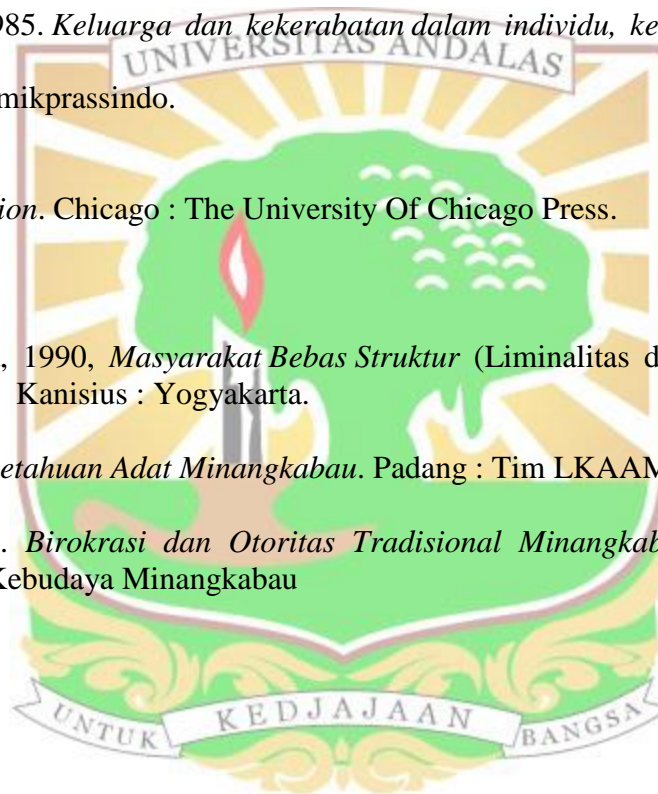 985. Keluarga dan kekerabatan dalam individu, ke
UNIVERSITAS ANDALAS
mikprassindo.
ion. Chicago : The University Of Chicago Press.
, 1990, Masyarakat Bebas Struktur (Liminalitas d
Kanisius : Yogyakarta.
etahuan Adat Minangkabau. Padang : Tim LKAAM
. Birokrasi dan Otoritas Tradisional Minangkab
Kebudaya Minangkabau
UNTUK KEDJAJAAN BANGSA